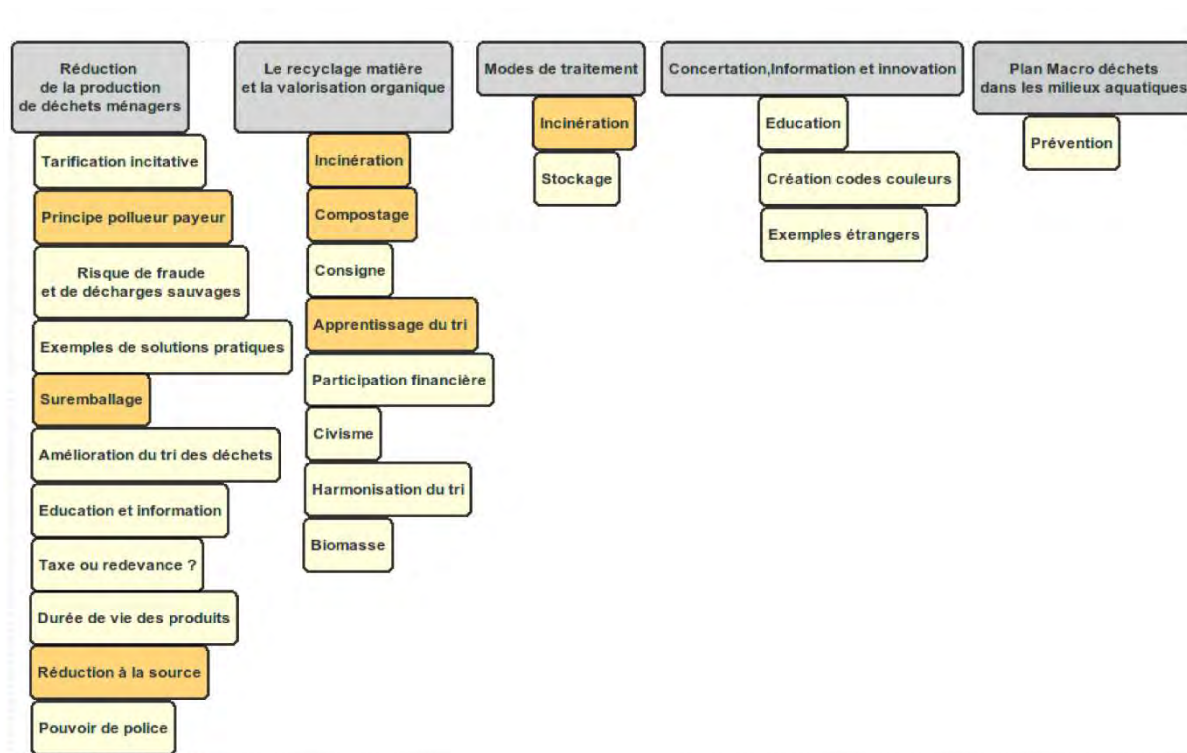 Réduction
de la production
de déchets ménagers
Tarification incitative
Principe pollueur payeur
Risque de fraude
et de décharges sauvages
Exemples de solutions pratiques
Suremballage
Amélioration du tri des déchets
Education et information
Taxe ou redevance ?
Durée de vie des produits
Réduction à la source
Pouvoir de police
Le recyclage matière
et la valorisation organique
Incinération
Compostage
Consigne
Apprentissage du tri
Participation financière
Civisme
Harmonisation du tri
Biomasse
Modes de traitement
Incinération
Stockage
Concertation,Information et innovation
Education
Création codes couleurs
Exemples étrangers
Plan Macro déchets
dans les milieux aquatiques
Prévention